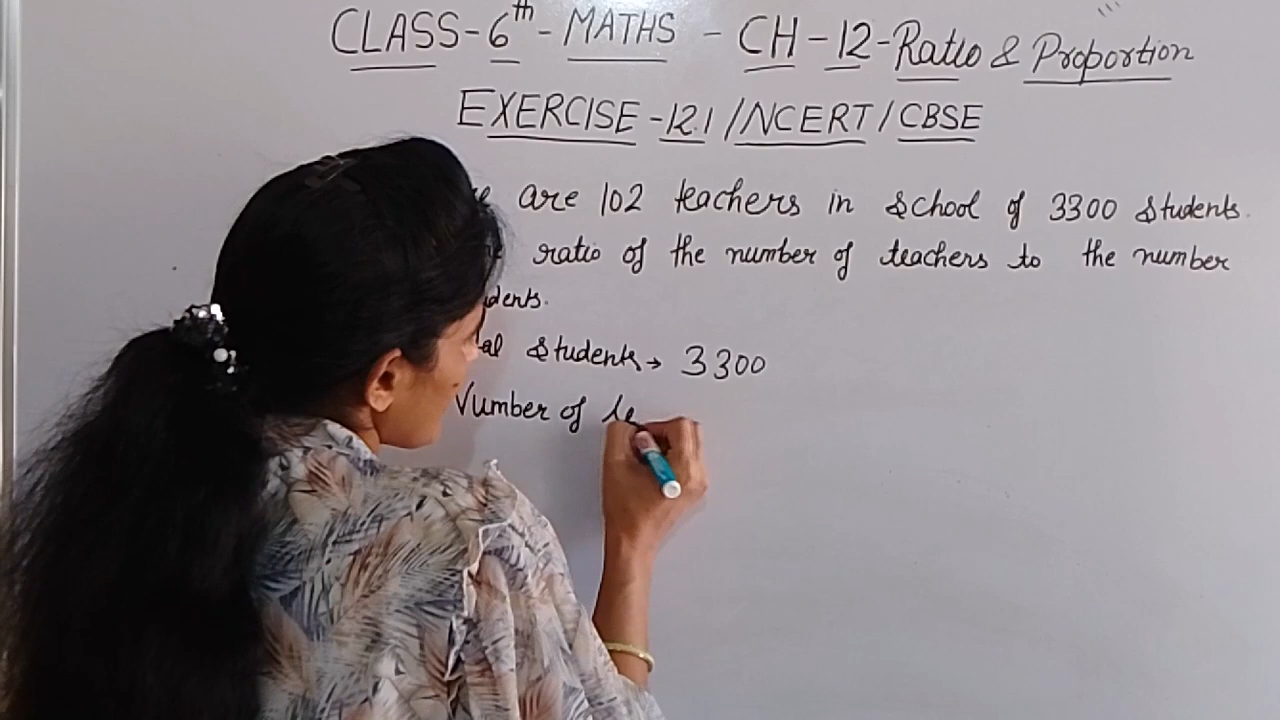 CLASS-6th-MATHS-CH-12-Ratio & Proportion
EXERCISE-12.1/NCERT/CBSE
are 102 teachers in school of 3300 students.
ratio of the number of teachers to the number
Students → 3300
Number of